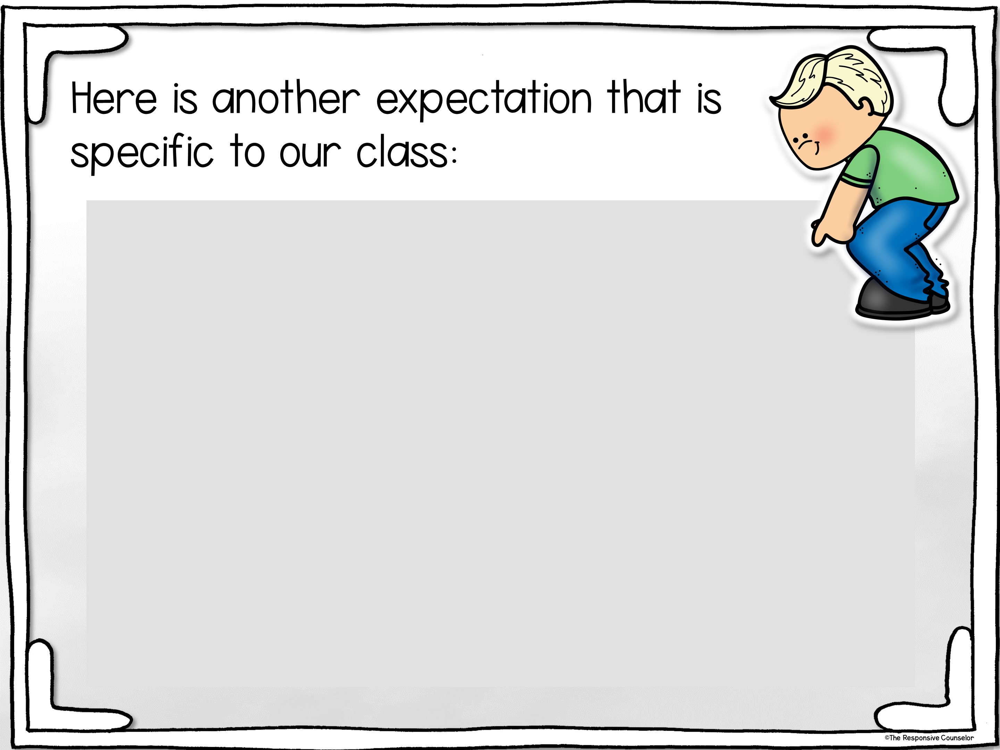 Here is another expectation that is
specific to our class:
©The Responsive Counselor